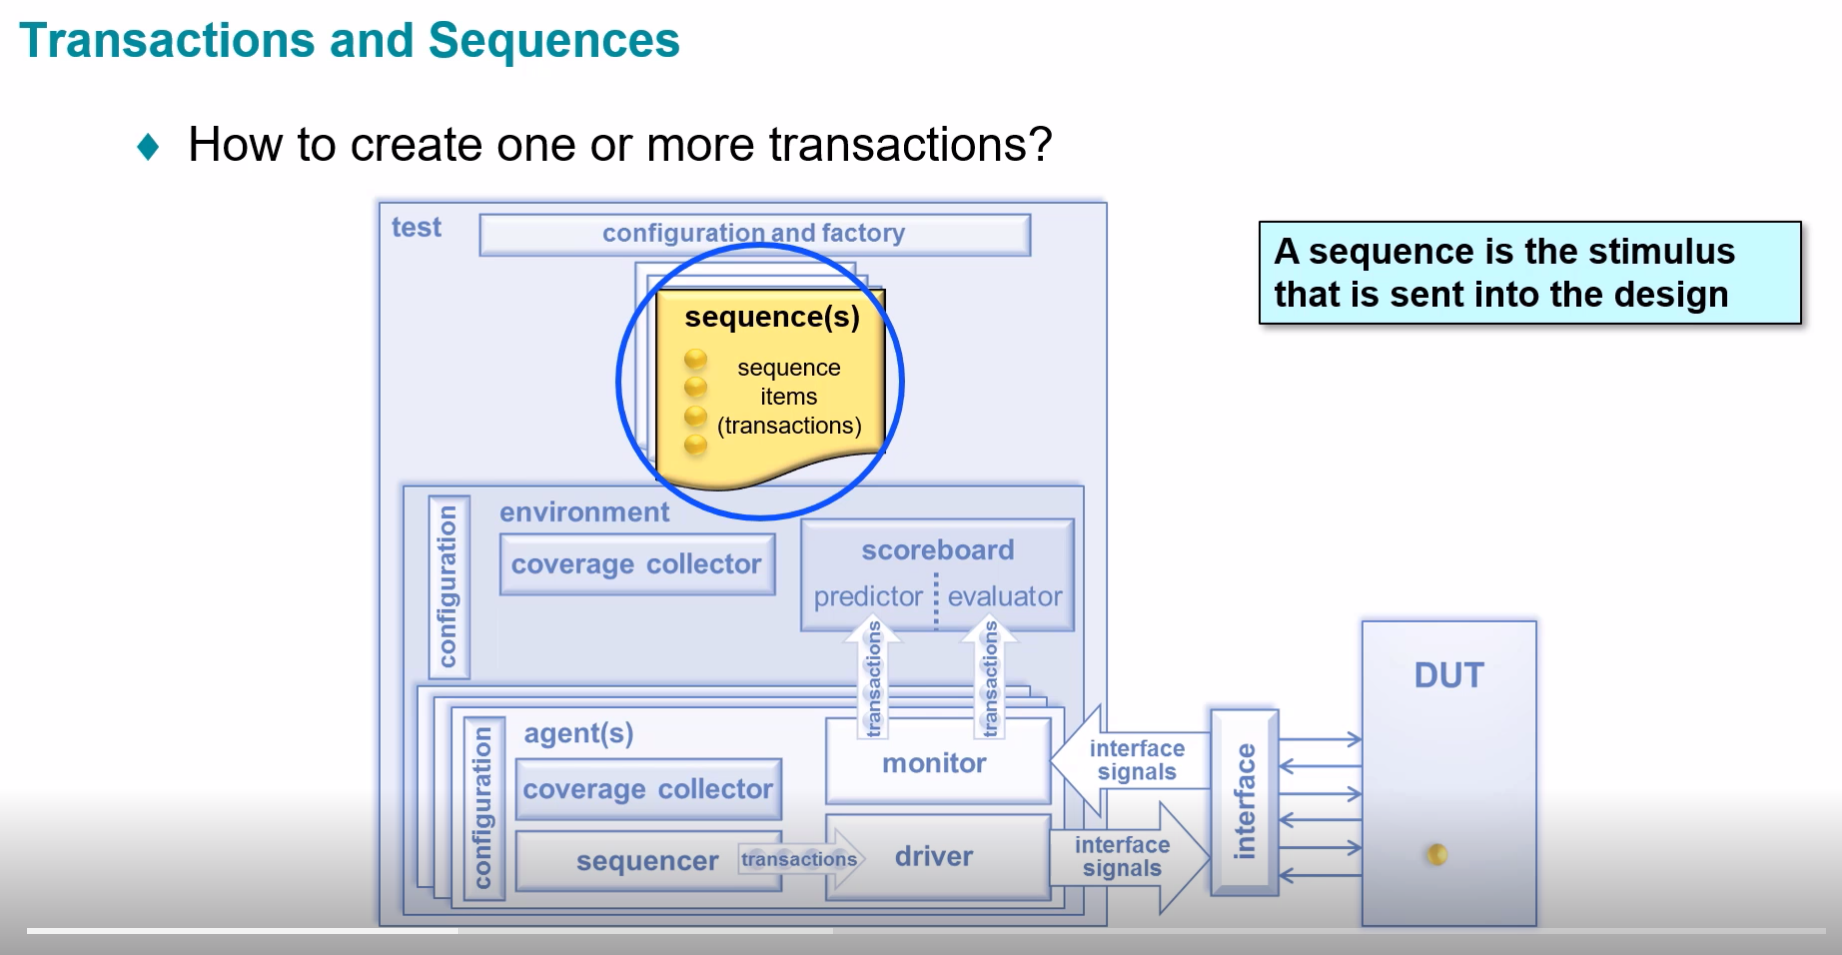 Transactions and Sequences
How to create one or more transactions?
test
configuration and factory
A sequence is the stimulus
that is sent into the design
sequence(s)
sequence
items
(transactions)
configuration
environment
coverage collector
scoreboard
predictor
evaluator
transactions
transactions
configuration
agent(s)
coverage collector
monitor
sequencer
transactions
driver
interface
signals
interface
signals
interface
DUT